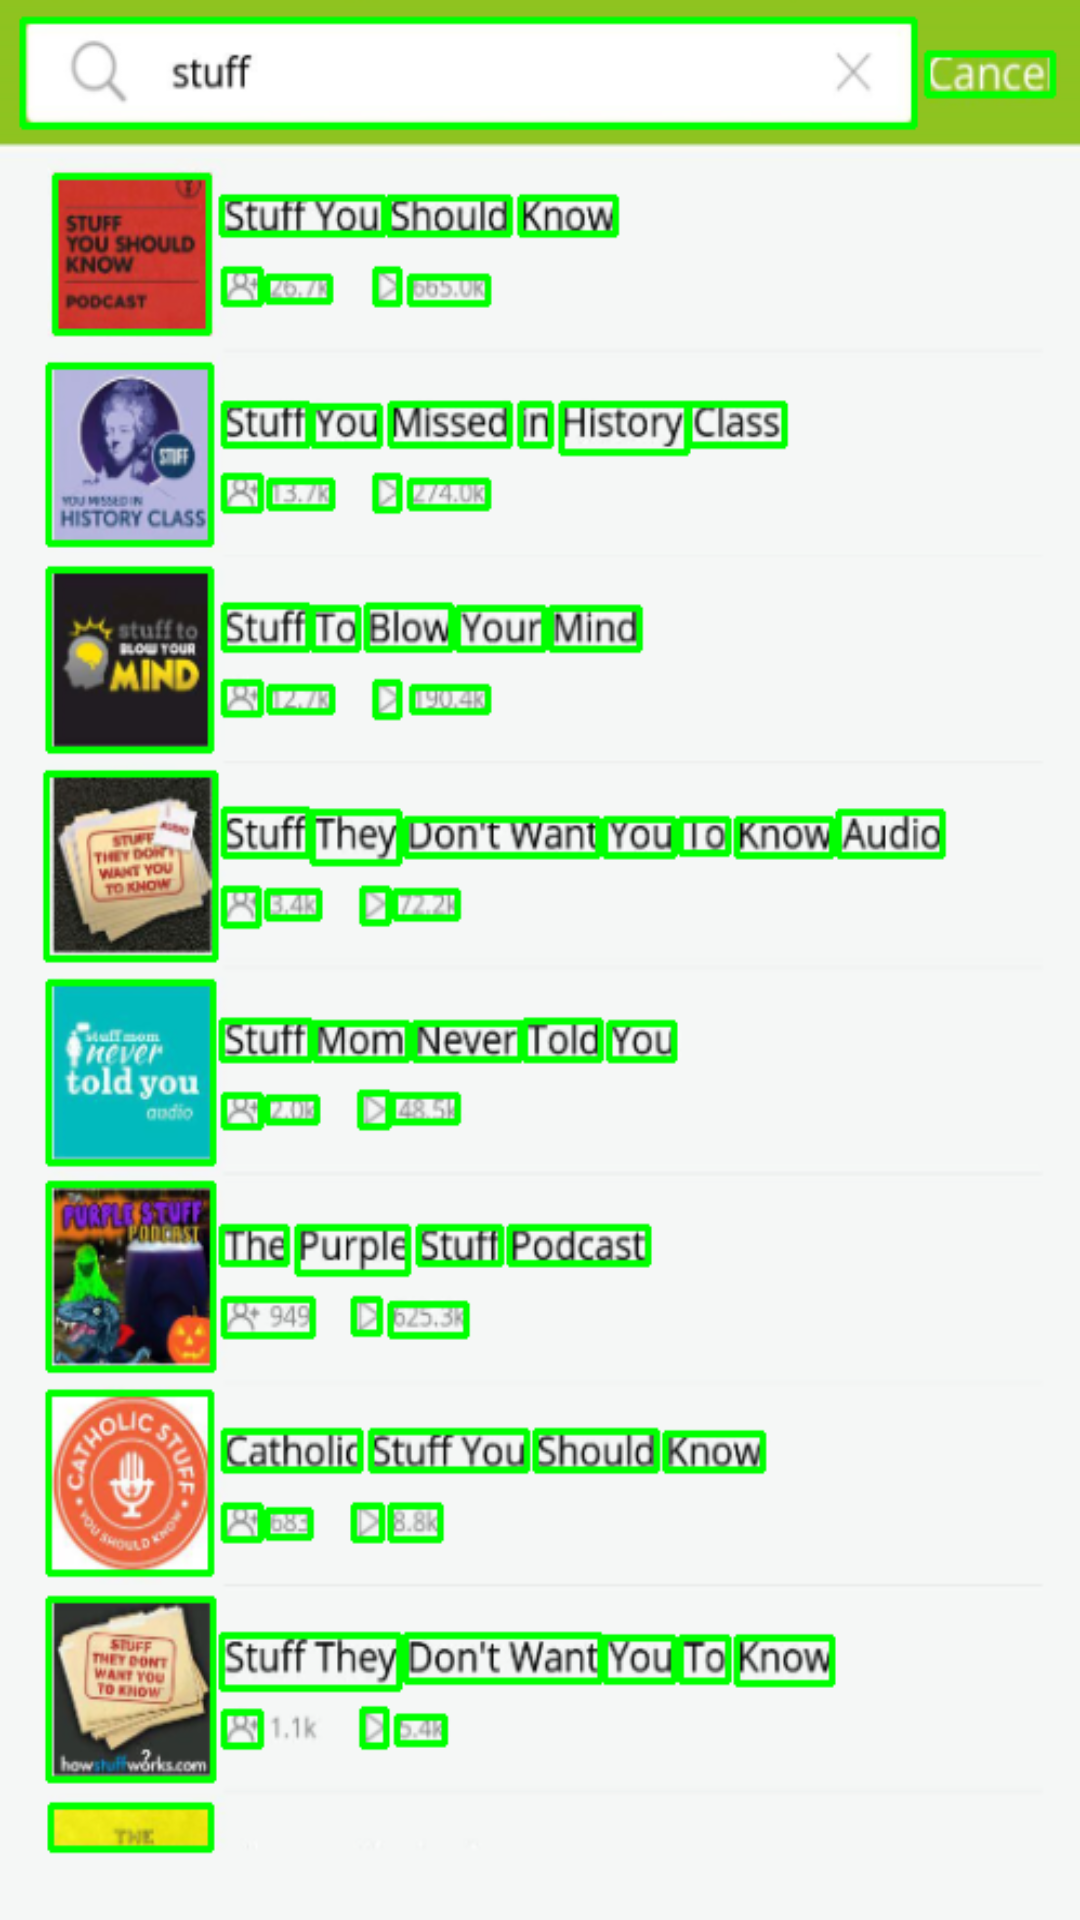 stuff
Cancel
STUFF
YOU SHOULD
KNOW
PODCAST
Stuff You Should Know
26.7k 665.0k
STUFF
YOU MISSED IN
HISTORY CLASS
Stuff You Missed in History Class
13.7k 274.0k
stuff to
BLOW YOUR
MIND
Stuff To Blow Your Mind
12.7k 190.4k
AUDIO
STUFF
THEY DON'T
WANT YOU
TO KNOW
Stuff They Don't Want You To Know Audio
3.4k 72.2k
stuff mom
never
told you
audio
Stuff Mom Never Told You
2.0k 48.5k
PURPLE STUFF
PODCAST
The Purple Stuff Podcast
949 625.3k
CATHOLIC STUFF
YOU SHOULD KNOW
Catholic Stuff You Should Know
683 8.8k
STUFF
THEY DON'T
WANT YOU
TO KNOW
howstuffworks.com
Stuff They Don't Want You To Know
1.1k 5.4k
THE